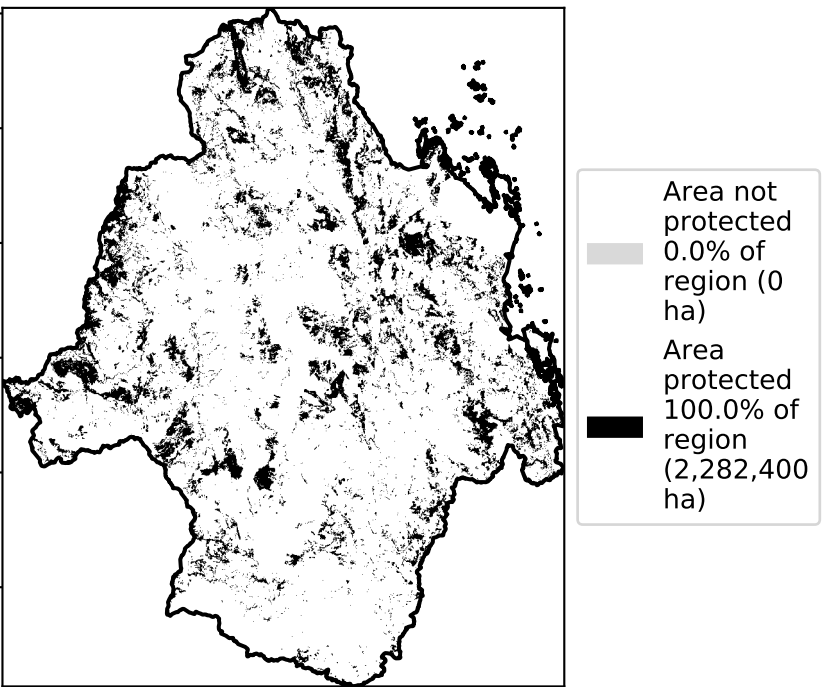 Area not
protected
0.0% of
region (0
ha)
Area
protected
100.0% of
region
(2,282,400
ha)